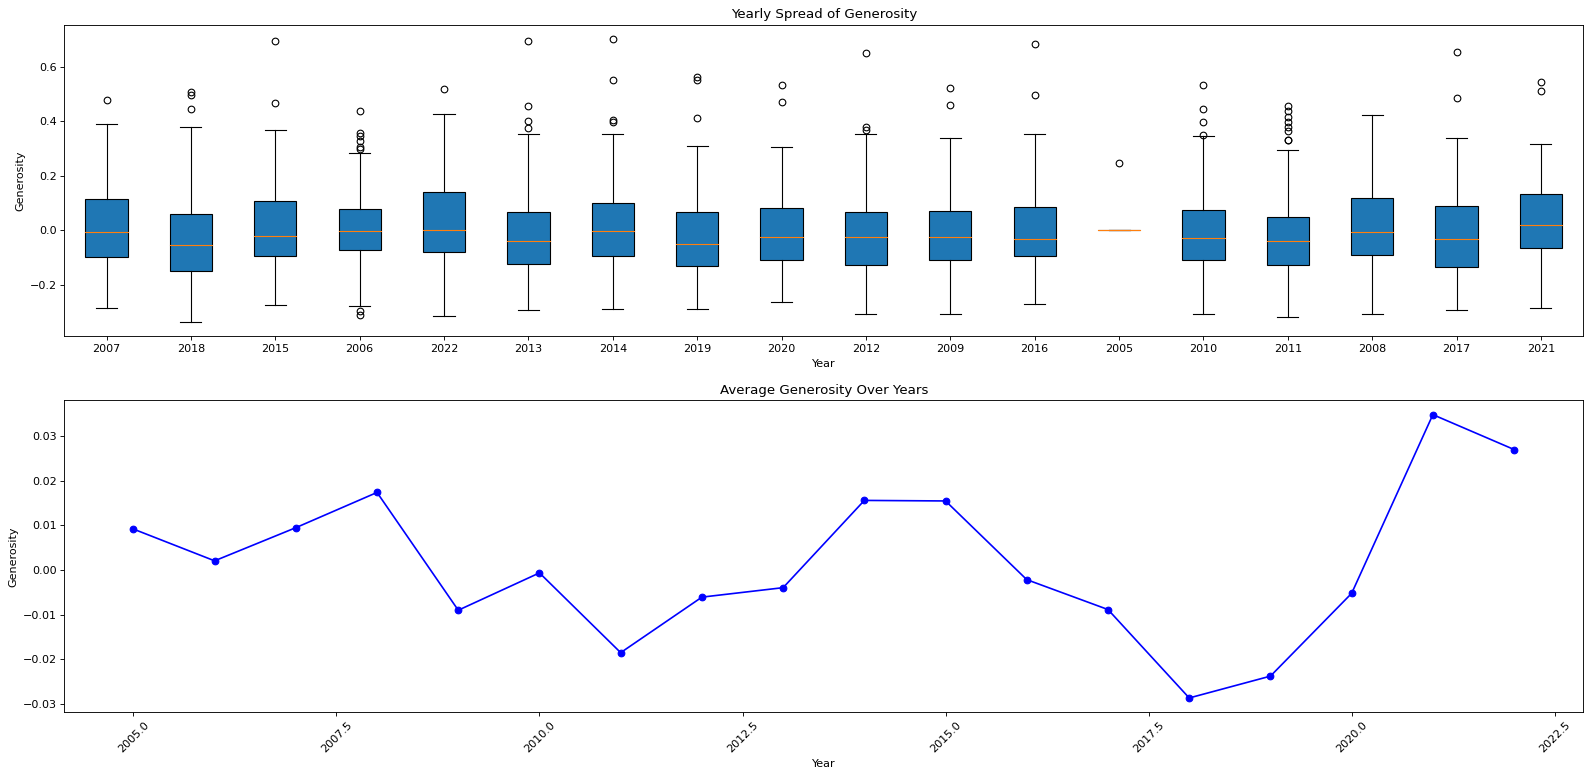 Yearly Spread of Generosity
Generosity
0.6
0.4
0.2
0.0
−0.2
2007 2018 2015 2006 2022 2013 2014 2019 2020 2012 2009 2016 2005 2010 2011 2008 2017 2021
Year
Average Generosity Over Years
Generosity
0.03
0.02
0.01
0.00
−0.01
−0.02
−0.03
2005.0 2007.5 2010.0 2012.5 2015.0 2017.5 2020.0 2022.5
Year